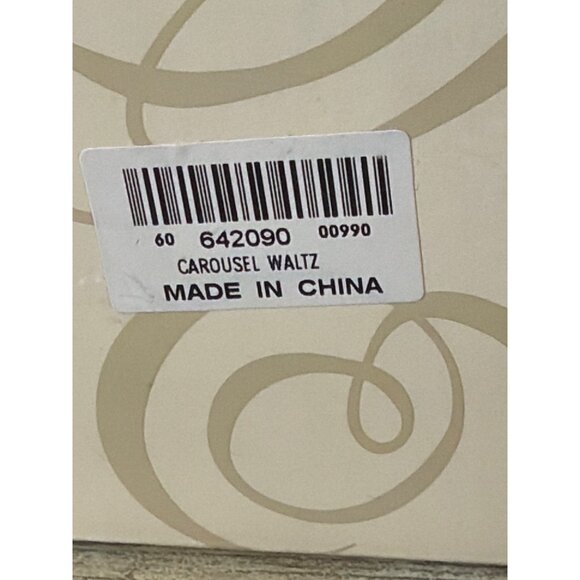 60 642090 00990
CAROUSEL WALTZ
MADE IN CHINA